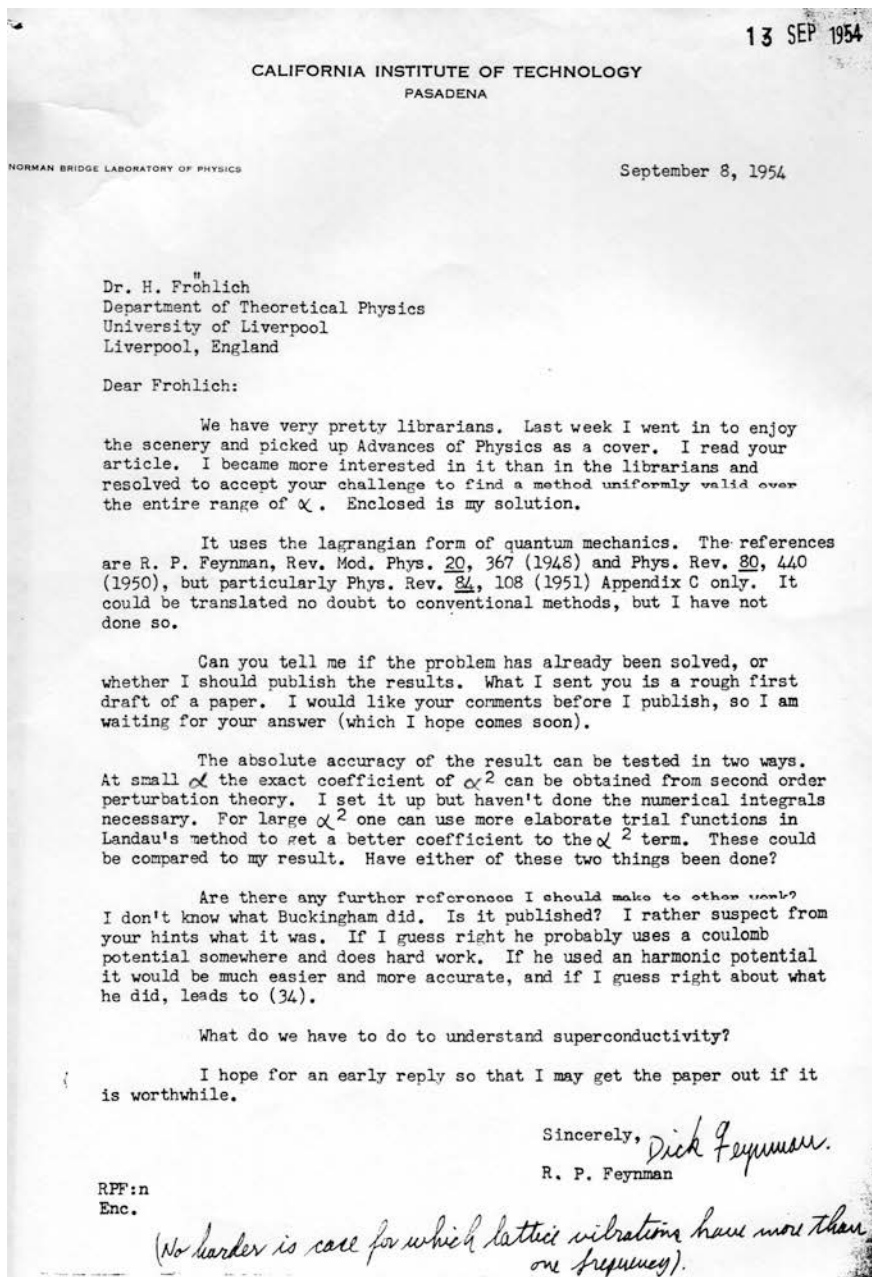 13 SEP 1954
CALIFORNIA INSTITUTE OF TECHNOLOGY
PASADENA
NORMAN BRIDGE LABORATORY OF PHYSICS
September 8, 1954
Dr. H. Fröhlich
Department of Theoretical Physics
University of Liverpool
Liverpool, England
Dear Frohlich:
We have very pretty librarians. Last week I went in to enjoy
the scenery and picked up Advances of Physics as a cover. I read your
article. I became more interested in it than in the librarians and
resolved to accept your challenge to find a method uniformly valid over
the entire range of α. Enclosed is my solution.
It uses the lagrangian form of quantum mechanics. The references
are R. P. Feynman, Rev. Mod. Phys. 20, 367 (1948) and Phys. Rev. 80, 440
(1950), but particularly Phys. Rev. 84, 108 (1951) Appendix C only. It
could be translated no doubt to conventional methods, but I have not
done so.
Can you tell me if the problem has already been solved, or
whether I should publish the results. What I sent you is a rough first
draft of a paper. I would like your comments before I publish, so I am
waiting for your answer (which I hope comes soon).
The absolute accuracy of the result can be tested in two ways.
At small α the exact coefficient of α² can be obtained from second order
perturbation theory. I set it up but haven't done the numerical integrals
necessary. For large α² one can use more elaborate trial functions in
Landau's method to get a better coefficient to the α² term. These could
be compared to my result. Have either of these two things been done?
Are there any further references I should make to other work?
I don't know what Buckingham did. Is it published? I rather suspect from
your hints what it was. If I guess right he probably uses a coulomb
potential somewhere and does hard work. If he used an harmonic potential
it would be much easier and more accurate, and if I guess right about what
he did, leads to (34).
What do we have to do to understand superconductivity?
I hope for an early reply so that I may get the paper out if it
is worthwhile.
Sincerely, Dick Feynman.
R. P. Feynman
RPF:n
Enc.
(No harder is case for which lattice vibrations have more than
one frequency).